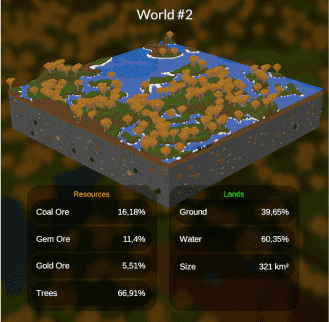 World #2
Resources
Coal Ore 16,18%
Gem Ore 11,4%
Gold Ore 5,51%
Trees 66,91%
Lands
Ground 39,65%
Water 60,35%
Size 321 km²